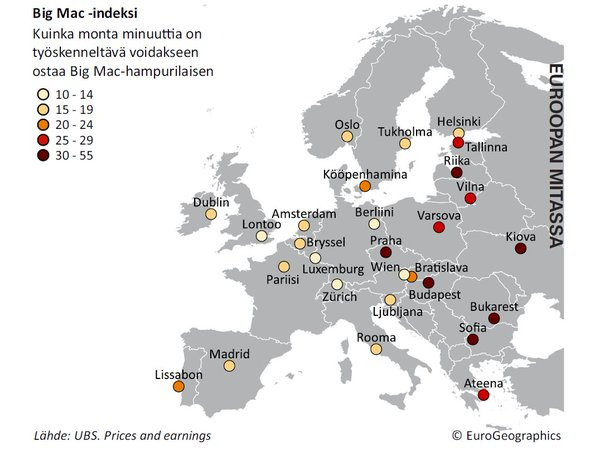 Big Mac -indeksi
Kuinka monta minuuttia on
työskenneltävä voidakseen
ostaa Big Mac-hampurilaisen
10 - 14
15 - 19
20 - 24
25 - 29
30 - 55
EUROOPAN MITASSA
Oslo
Tukholma
Helsinki
Tallinna
Riika
Kööpenhamina
Vilna
Dublin
Amsterdam
Berliini
Varsova
Lontoo
Bryssel
Praha
Kiova
Luxemburg
Wien
Bratislava
Pariisi
Zürich
Budapest
Ljubljana
Bukarest
Sofia
Rooma
Madrid
Lissabon
Ateena
Lähde: UBS. Prices and earnings
© EuroGeographics